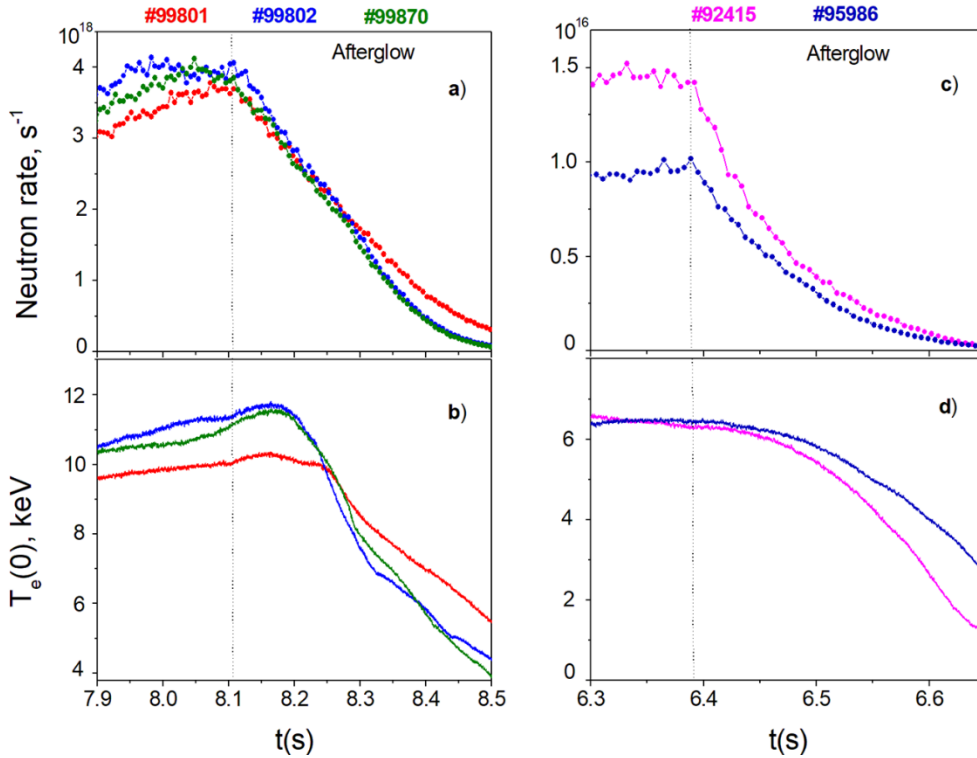 #99801 #99802 #99870
10^18
4
3
2
1
0
Neutron rate, s^-1
Afterglow
a)
12
10
8
6
4
T_e(0), keV
b)
7.9 8.0 8.1 8.2 8.3 8.4 8.5
t(s)
#92415 #95986
10^16
1.5
1.0
0.5
0
Afterglow
c)
6
4
2
0
d)
6.3 6.4 6.5 6.6
t(s)